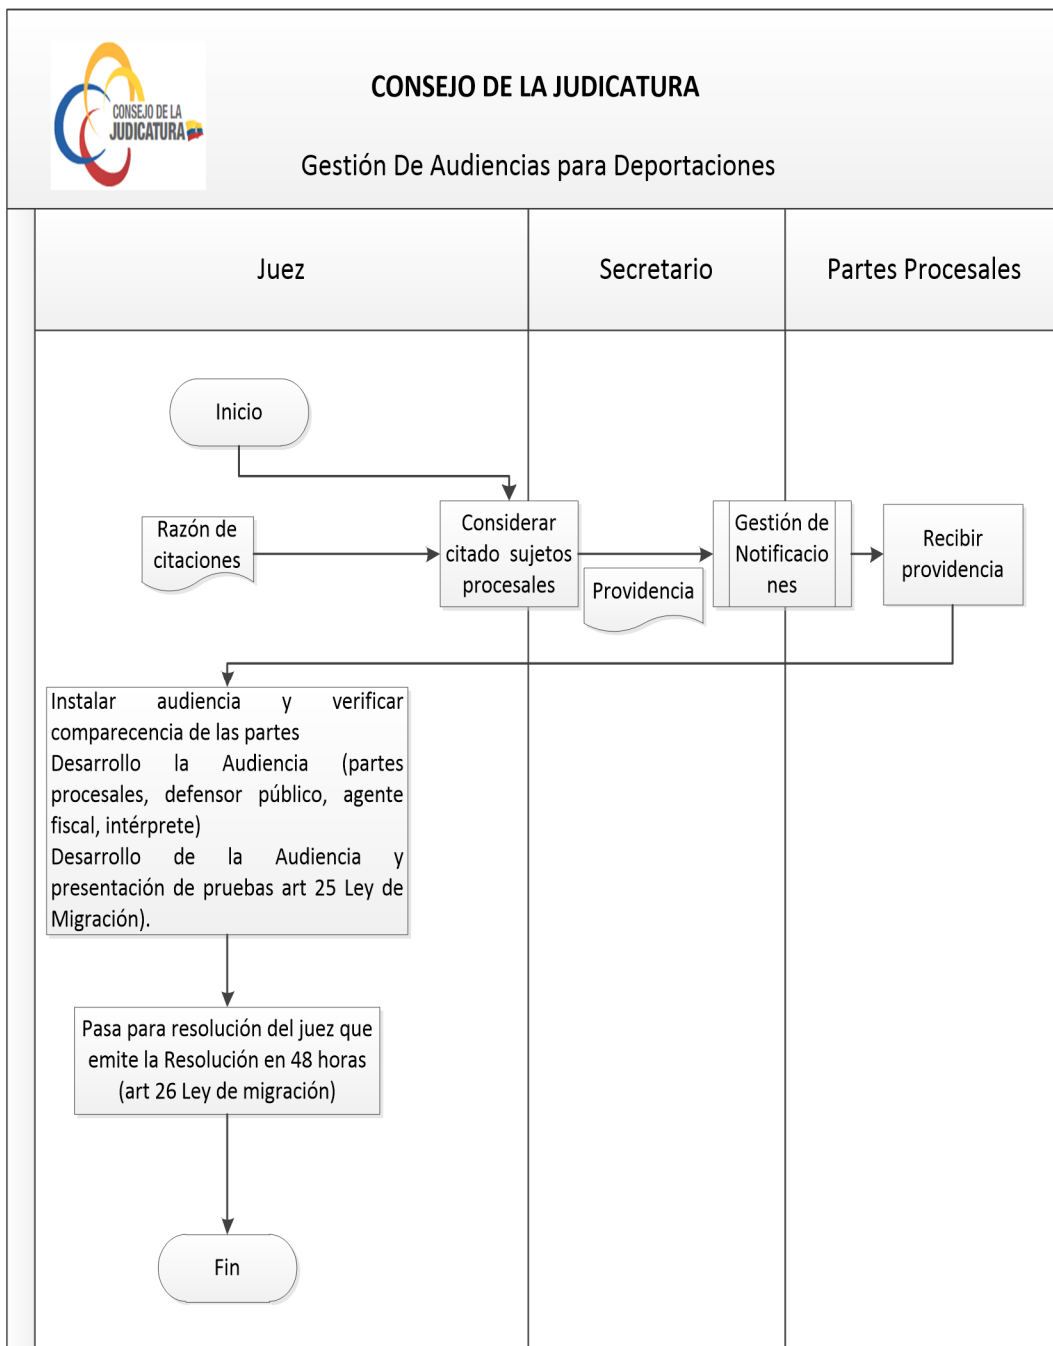 CONSEJO DE LA
JUDICATURA
CONSEJO DE LA JUDICATURA
Gestión De Audiencias para Deportaciones
Juez
Secretario
Partes Procesales
Inicio
Razón de
citaciones
Considerar
citado sujetos
procesales
Providencia
Gestión de
Notificacio
nes
Recibir
providencia
Instalar audiencia y verificar
comparecencia de las partes
Desarrollo la Audiencia (partes
procesales, defensor público, agente
fiscal, intérprete)
Desarrollo de la Audiencia y
presentación de pruebas art 25 Ley de
Migración).
Pasa para resolución del juez que
emite la Resolución en 48 horas
(art 26 Ley de migración)
Fin